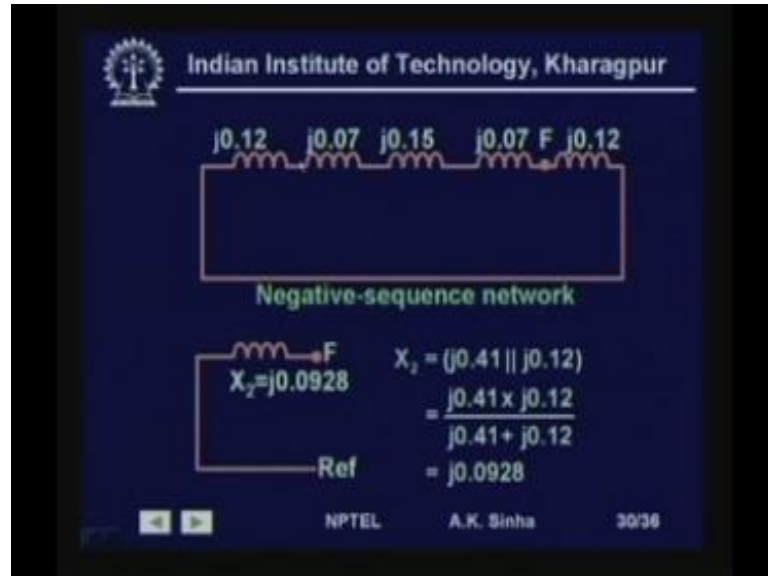 Indian Institute of Technology, Kharagpur
j0.12 j0.07 j0.15 j0.07 F j0.12
Negative-sequence network
F
X₂=j0.0928
Ref
X₂ = (j0.41 || j0.12)
= j0.41 x j0.12
j0.41 + j0.12
= j0.0928
NPTEL A.K. Sinha 30/36